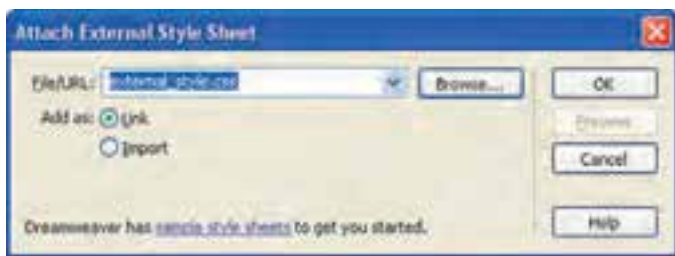 Attach External Style Sheet
File/URL: external_style.css Browse... OK
Add as: Link Preview
Import Cancel
Dreamweaver has sample style sheets to get you started. Help